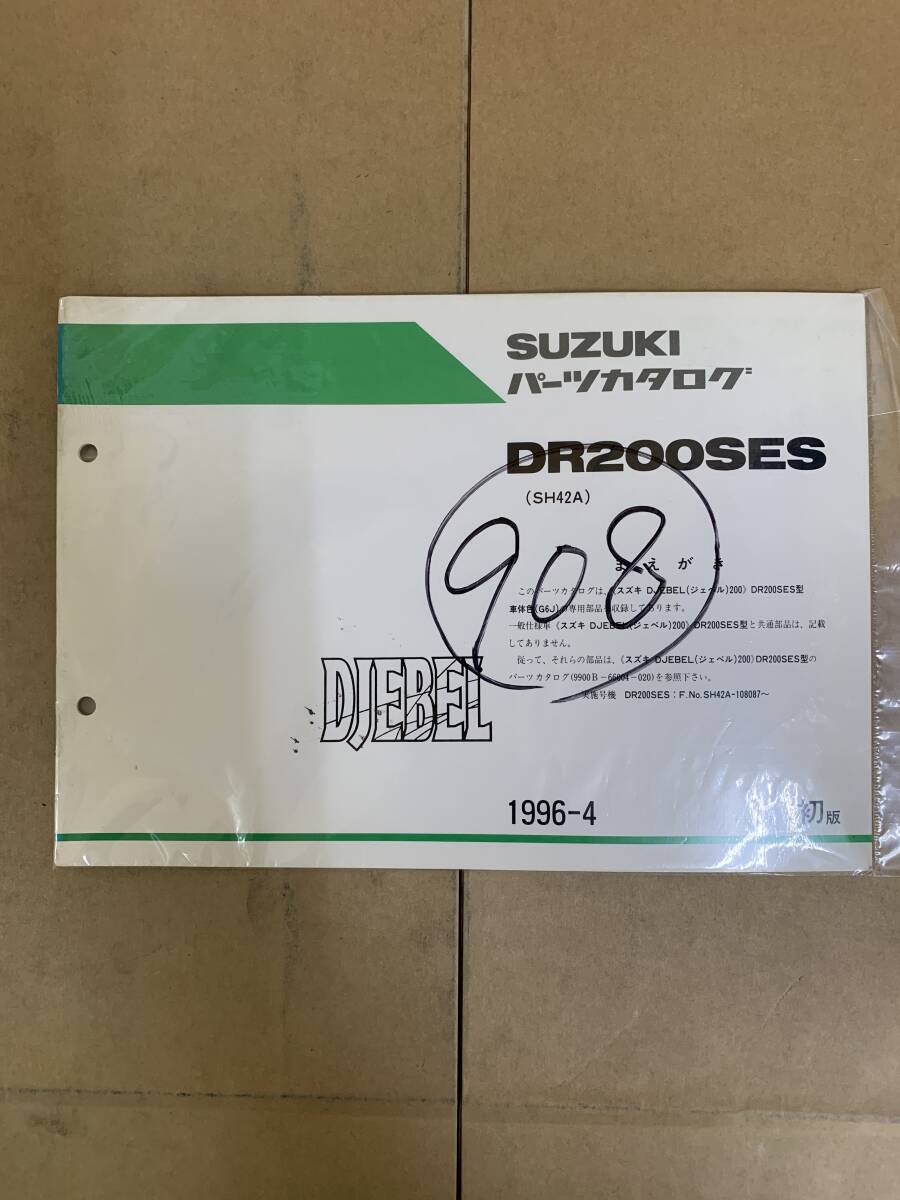 SUZUKI
パーツカタログ
DR200SES
(SH42A)
908
まえがき
このパーツカタログは、《スズキ DJEBEL(ジェベル)200》DR200SES型
車体色(G6J)の専用部品を収録してあります。
一般仕様車《スズキ DJEBEL(ジェベル)200》DR200SES型と共通部品は、記載
してありません。
従って、それらの部品は、《スズキ DJEBEL(ジェベル)200》DR200SES型の
パーツカタログ(9900B-66004-020)を参照下さい。
実施号機 DR200SES：F.No.SH42A-108087～
DJEBEL
1996-4
初版